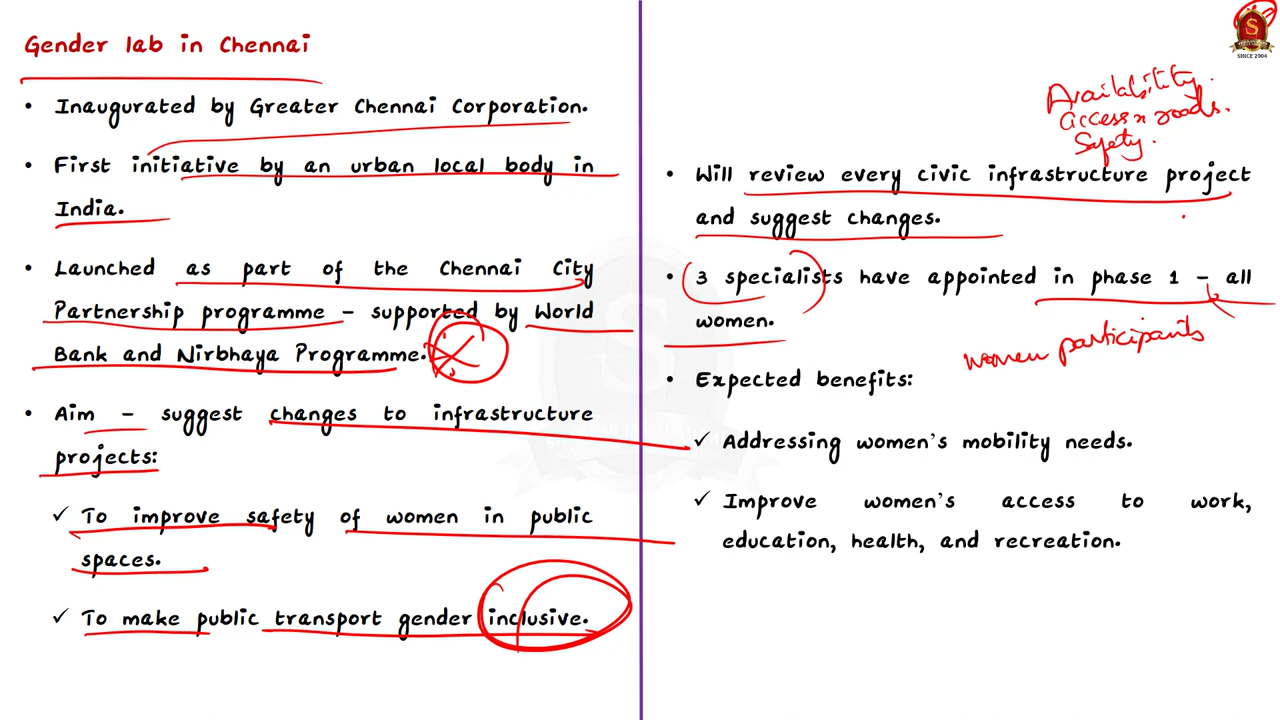 Gender lab in Chennai
• Inaugurated by Greater Chennai Corporation.
• First initiative by an urban local body in
India.
• Launched as part of the Chennai City
Partnership programme – supported by World
Bank and Nirbhaya Programme.
• Aim – suggest changes to infrastructure
projects:
✓ To improve safety of women in public
spaces.
✓ To make public transport gender inclusive.
S
SINCE 2004
Availability.
access n roads.
Safety.
• Will review every civic infrastructure project
and suggest changes.
• 3 specialists have appointed in phase 1 – all
women.
women participants
• Expected benefits:
✓ Addressing women's mobility needs.
✓ Improve women's access to work,
education, health, and recreation.